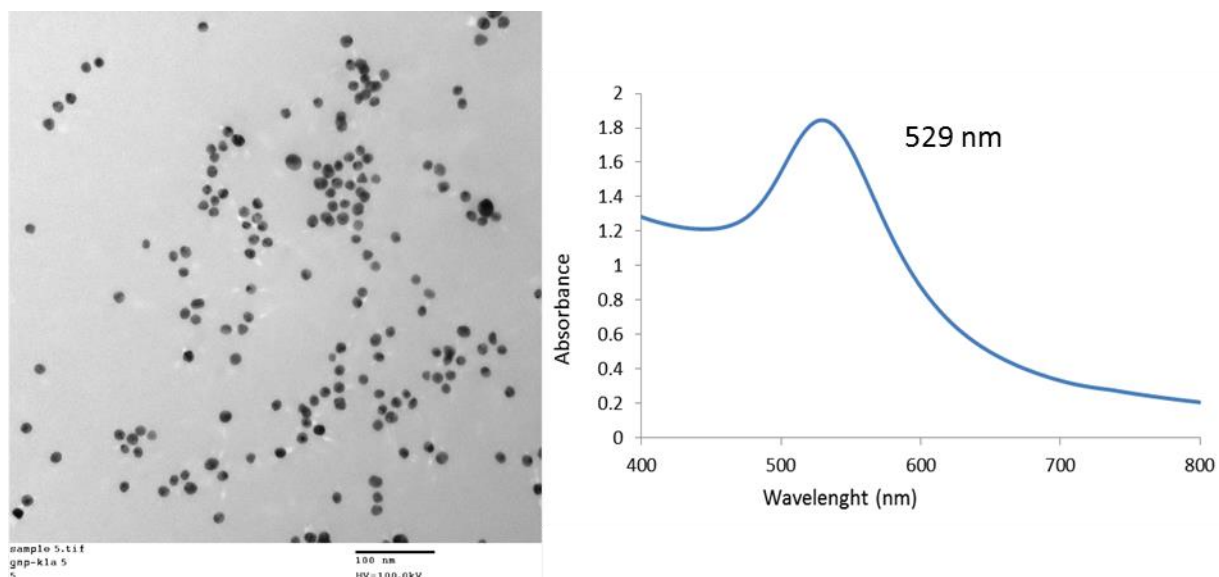 sample 5.tif
gnp-kla 5
5
100 nm
HV=100.0kV
2
1.8
1.6
1.4
1.2
1
0.8
0.6
0.4
0.2
0
Absorbance
529 nm
400 500 600 700 800
Wavelenght (nm)